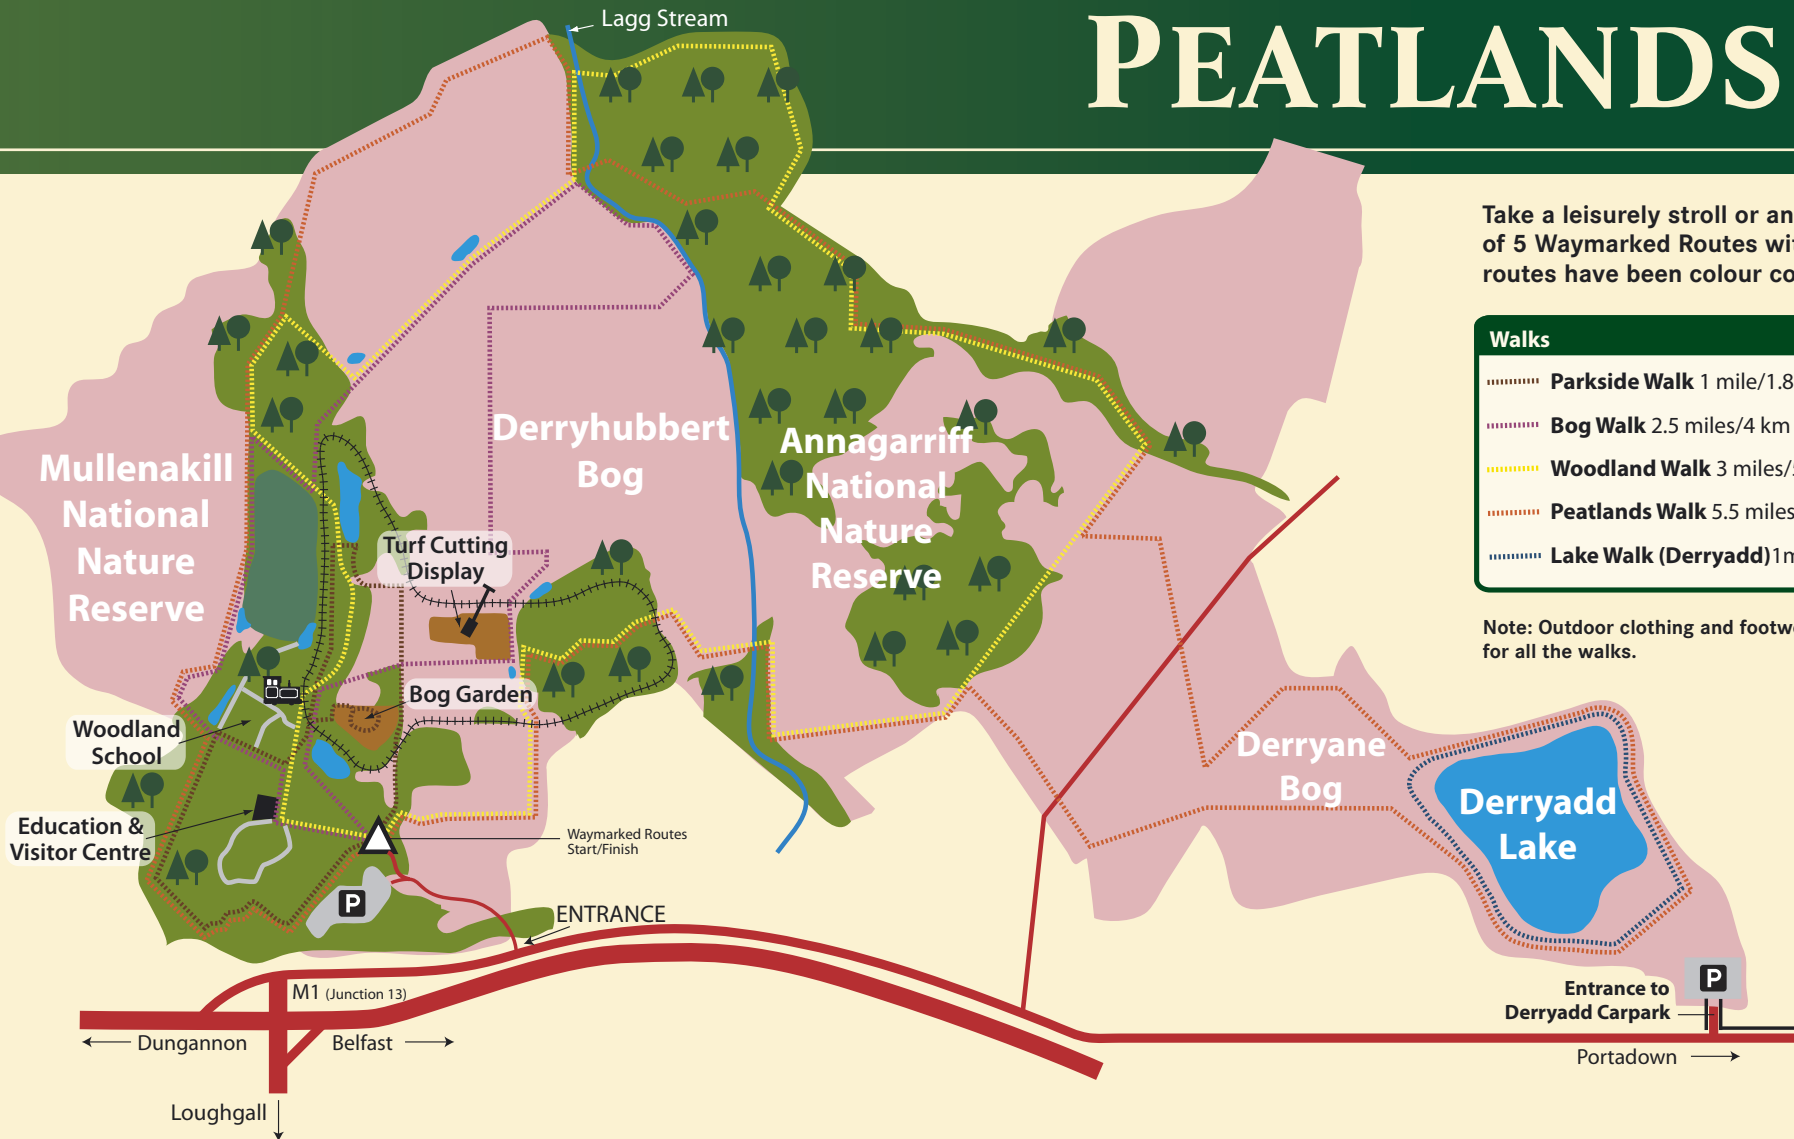 Lagg Stream
PEATLANDS
Take a leisurely stroll or an
of 5 Waymarked Routes wi
routes have been colour co
Walks
Parkside Walk 1 mile/1.8
Bog Walk 2.5 miles/4 km
Woodland Walk 3 miles/
Peatlands Walk 5.5 miles
Lake Walk (Derryadd) 1m
Note: Outdoor clothing and footw
for all the walks.
Mullenakill
National
Nature
Reserve
Derryhubbert
Bog
Annagarriff
National
Nature
Reserve
Turf Cutting
Display
Bog Garden
Woodland
School
Education &
Visitor Centre
Waymarked Routes
Start/Finish
Derryane
Bog
Derryadd
Lake
P
ENTRANCE
M1 (Junction 13)
Dungannon
Belfast
Loughgall
P
Entrance to
Derryadd Carpark
Portadown